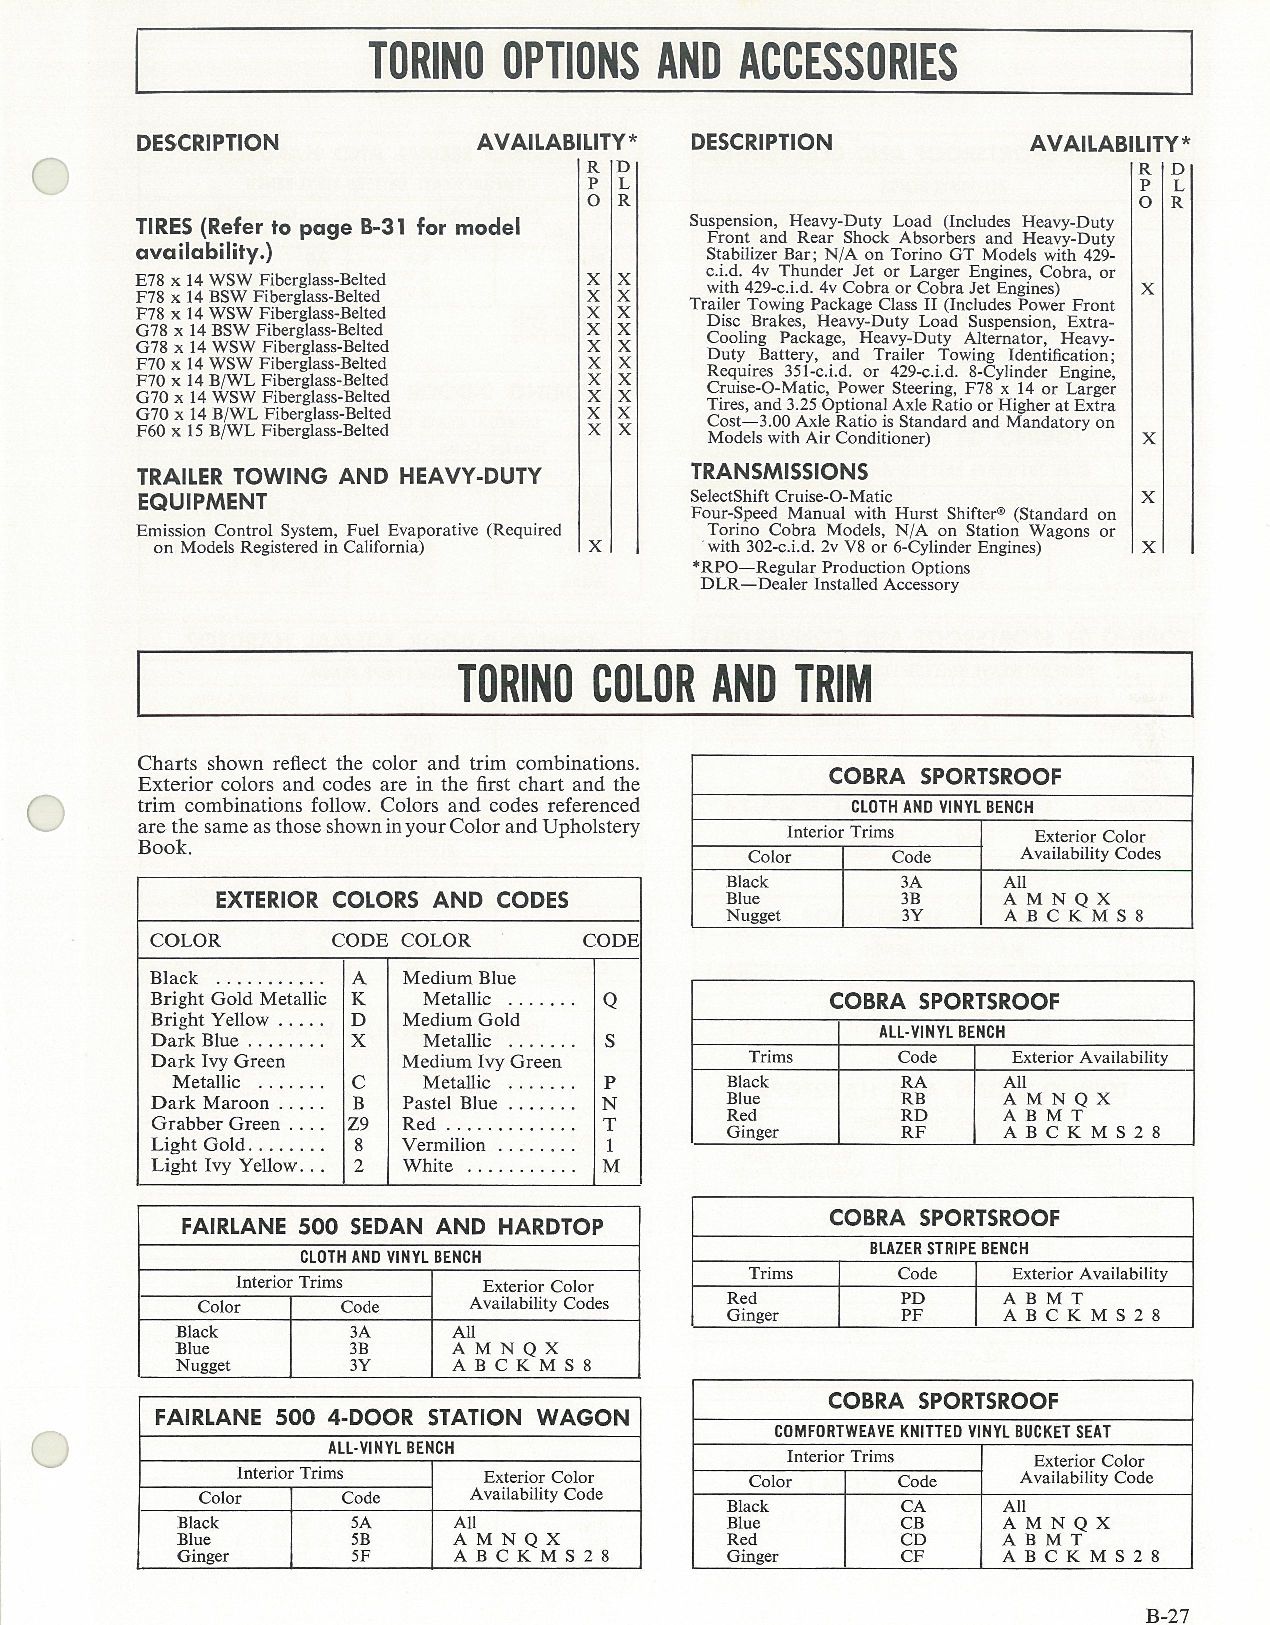 TORINO OPTIONS AND ACCESSORIES
DESCRIPTION AVAILABILITY*
R D
P L
O R
TIRES (Refer to page B-31 for model
availability.)
E78 x 14 WSW Fiberglass-Belted X X
F78 x 14 BSW Fiberglass-Belted X X
F78 x 14 WSW Fiberglass-Belted X X
G78 x 14 BSW Fiberglass-Belted X X
G78 x 14 WSW Fiberglass-Belted X X
F70 x 14 WSW Fiberglass-Belted X X
F70 x 14 B/WL Fiberglass-Belted X X
G70 x 14 WSW Fiberglass-Belted X X
G70 x 14 B/WL Fiberglass-Belted X X
F60 x 15 B/WL Fiberglass-Belted X X
TRAILER TOWING AND HEAVY-DUTY
EQUIPMENT
Emission Control System, Fuel Evaporative (Required
on Models Registered in California) X
DESCRIPTION AVAILABILITY*
R D
P L
O R
Suspension, Heavy-Duty Load (Includes Heavy-Duty
Front and Rear Shock Absorbers and Heavy-Duty
Stabilizer Bar; N/A on Torino GT Models with 429-
c.i.d. 4v Thunder Jet or Larger Engines, Cobra, or
with 429-c.i.d. 4v Cobra or Cobra Jet Engines) X
Trailer Towing Package Class II (Includes Power Front
Disc Brakes, Heavy-Duty Load Suspension, Extra-
Cooling Package, Heavy-Duty Alternator, Heavy-
Duty Battery, and Trailer Towing Identification;
Requires 351-c.i.d. or 429-c.i.d. 8-Cylinder Engine,
Cruise-O-Matic, Power Steering, F78 x 14 or Larger
Tires, and 3.25 Optional Axle Ratio or Higher at Extra
Cost—3.00 Axle Ratio is Standard and Mandatory on
Models with Air Conditioner) X
TRANSMISSIONS
SelectShift Cruise-O-Matic X
Four-Speed Manual with Hurst Shifter® (Standard on
Torino Cobra Models, N/A on Station Wagons or
with 302-c.i.d. 2v V8 or 6-Cylinder Engines) X
*RPO—Regular Production Options
DLR—Dealer Installed Accessory
TORINO COLOR AND TRIM
Charts shown reflect the color and trim combinations.
Exterior colors and codes are in the first chart and the
trim combinations follow. Colors and codes referenced
are the same as those shown in your Color and Upholstery
Book.
EXTERIOR COLORS AND CODES
COLOR CODE COLOR CODE
Black ........... A Medium Blue
Bright Gold Metallic K Metallic ....... Q
Bright Yellow ..... D Medium Gold
Dark Blue ........ X Metallic ....... S
Dark Ivy Green Medium Ivy Green
Metallic ....... C Metallic ....... P
Dark Maroon ..... B Pastel Blue ....... N
Grabber Green .... Z9 Red ............. T
Light Gold........ 8 Vermilion ........ 1
Light Ivy Yellow... 2 White ........... M
FAIRLANE 500 SEDAN AND HARDTOP
CLOTH AND VINYL BENCH
Interior Trims Exterior Color
Color Code Availability Codes
Black 3A All
Blue 3B A M N Q X
Nugget 3Y A B C K M S 8
FAIRLANE 500 4-DOOR STATION WAGON
ALL-VINYL BENCH
Interior Trims Exterior Color
Color Code Availability Code
Black 5A All
Blue 5B A M N Q X
Ginger 5F A B C K M S 2 8
COBRA SPORTSROOF
CLOTH AND VINYL BENCH
Interior Trims Exterior Color
Color Code Availability Codes
Black 3A All
Blue 3B A M N Q X
Nugget 3Y A B C K M S 8
COBRA SPORTSROOF
ALL-VINYL BENCH
Trims Code Exterior Availability
Black RA All
Blue RB A M N Q X
Red RD A B M T
Ginger RF A B C K M S 2 8
COBRA SPORTSROOF
BLAZER STRIPE BENCH
Trims Code Exterior Availability
Red PD A B M T
Ginger PF A B C K M S 2 8
COBRA SPORTSROOF
COMFORTWEAVE KNITTED VINYL BUCKET SEAT
Interior Trims Exterior Color
Color Code Availability Code
Black CA All
Blue CB A M N Q X
Red CD A B M T
Ginger CF A B C K M S 2 8
B-27